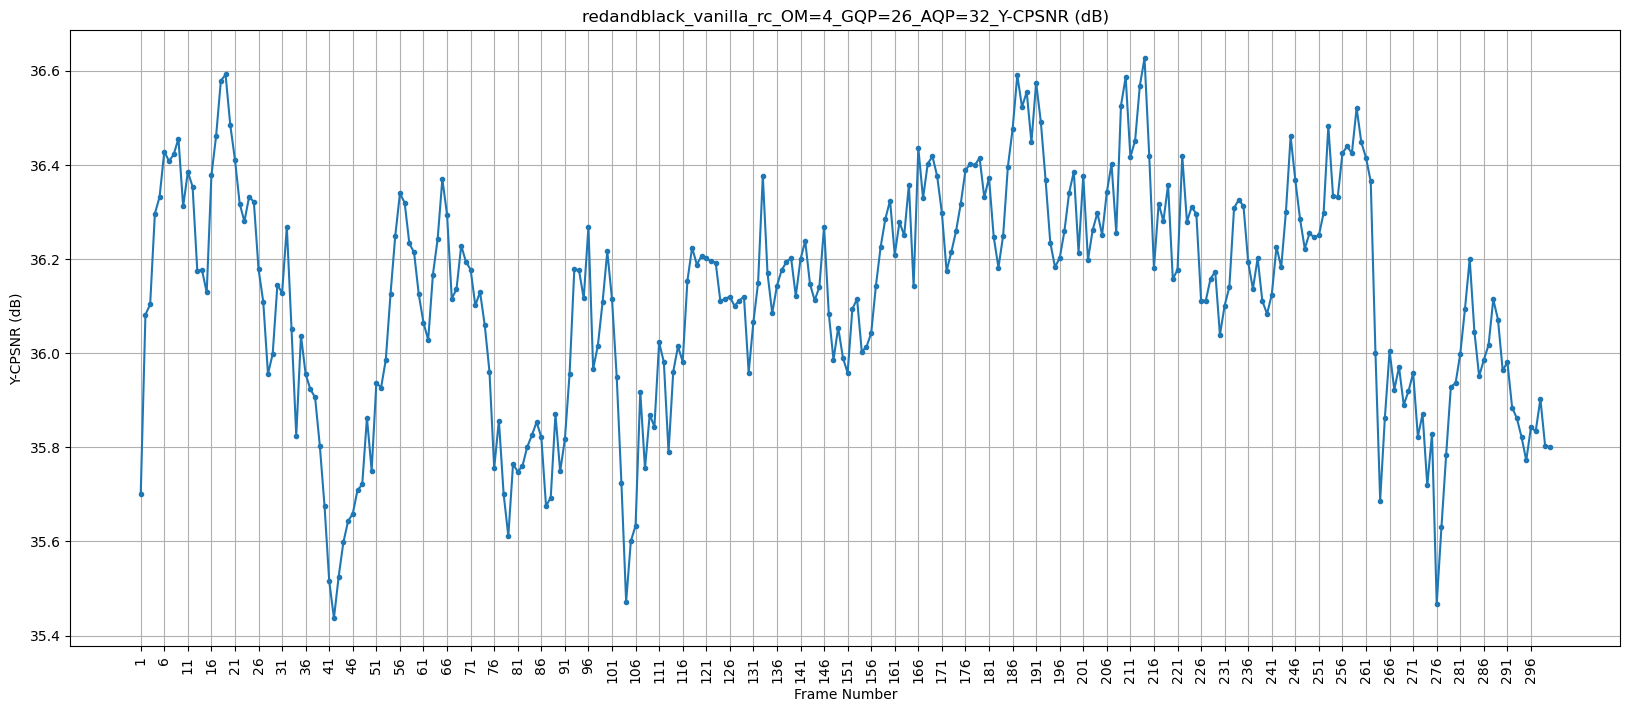 redandblack_vanilla_rc_OM=4_GQP=26_AQP=32_Y-CPSNR (dB)
Y-CPSNR (dB)
36.6
36.4
36.2
36.0
35.8
35.6
35.4
1 6 11 16 21 26 31 36 41 46 51 56 61 66 71 76 81 86 91 96 101 106 111 116 121 126 131 136 141 146 151 156 161 166 171 176 181 186 191 196 201 206 211 216 221 226 231 236 241 246 251 256 261 266 271 276 281 286 291 296
Frame Number